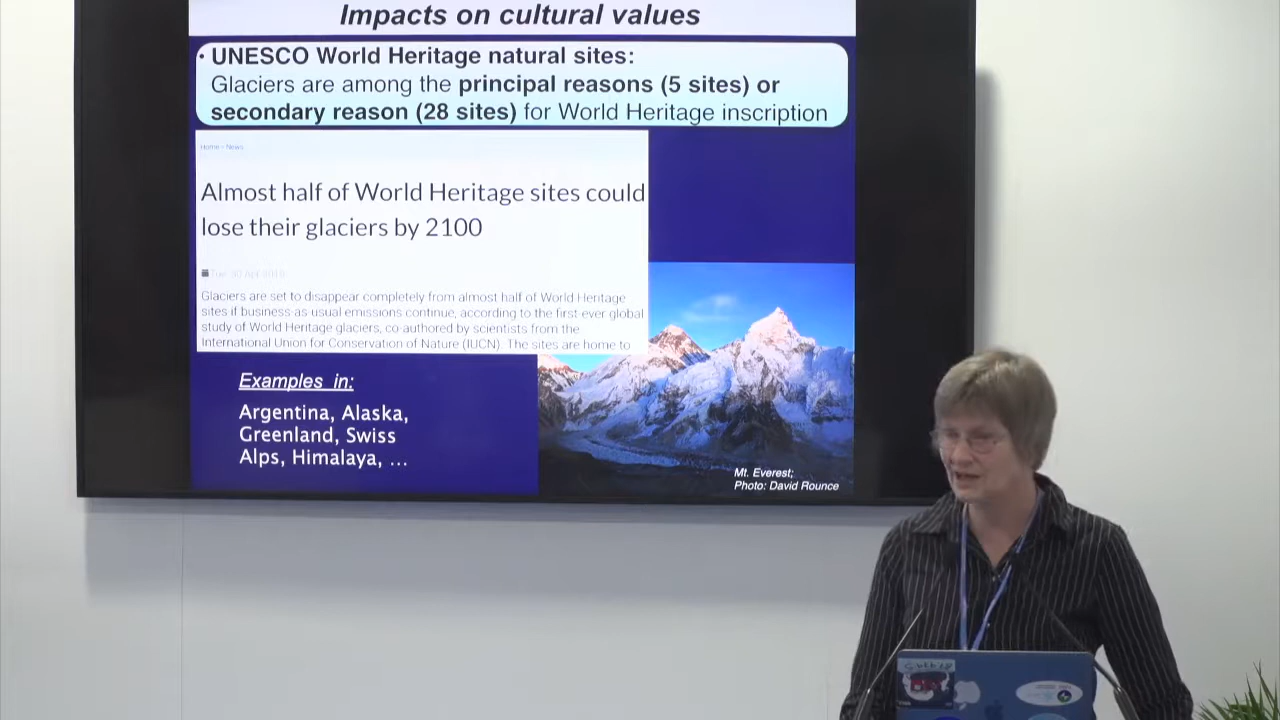 Impacts on cultural values
• UNESCO World Heritage natural sites:
Glaciers are among the principal reasons (5 sites) or
secondary reason (28 sites) for World Heritage inscription
Home › News
Almost half of World Heritage sites could
lose their glaciers by 2100
Glaciers are set to disappear completely from almost half of World Heritage
sites if business-as-usual emissions continue, according to the first-ever global
study of World Heritage glaciers, co-authored by scientists from the
International Union for Conservation of Nature (IUCN). The sites are home to
Examples in:
Argentina, Alaska,
Greenland, Swiss
Alps, Himalaya, ...
Mt. Everest;
Photo: David Rounce